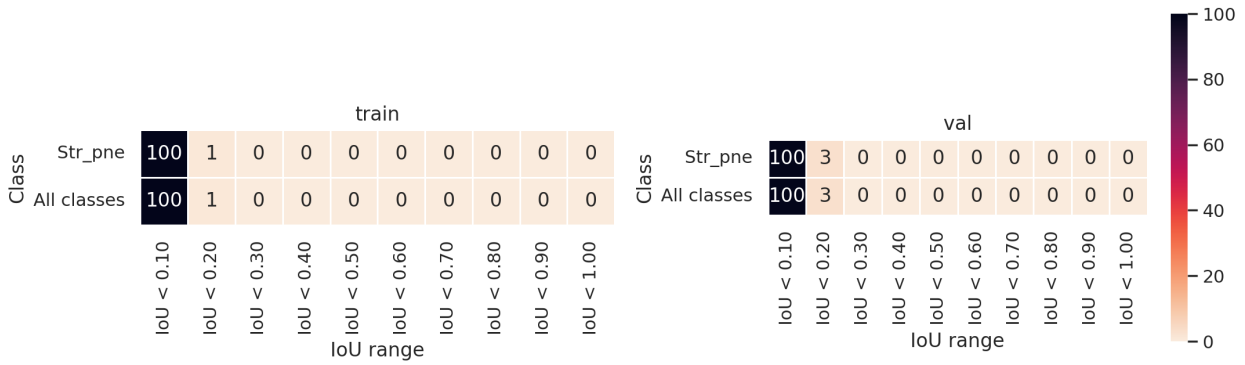 train
Class
Str_pne 100 1 0 0 0 0 0 0 0 0
All classes 100 1 0 0 0 0 0 0 0 0
IoU < 0.10 IoU < 0.20 IoU < 0.30 IoU < 0.40 IoU < 0.50 IoU < 0.60 IoU < 0.70 IoU < 0.80 IoU < 0.90 IoU < 1.00
IoU range
val
Class
Str_pne 100 3 0 0 0 0 0 0 0 0
All classes 100 3 0 0 0 0 0 0 0 0
IoU < 0.10 IoU < 0.20 IoU < 0.30 IoU < 0.40 IoU < 0.50 IoU < 0.60 IoU < 0.70 IoU < 0.80 IoU < 0.90 IoU < 1.00
IoU range
100
80
60
40
20
0